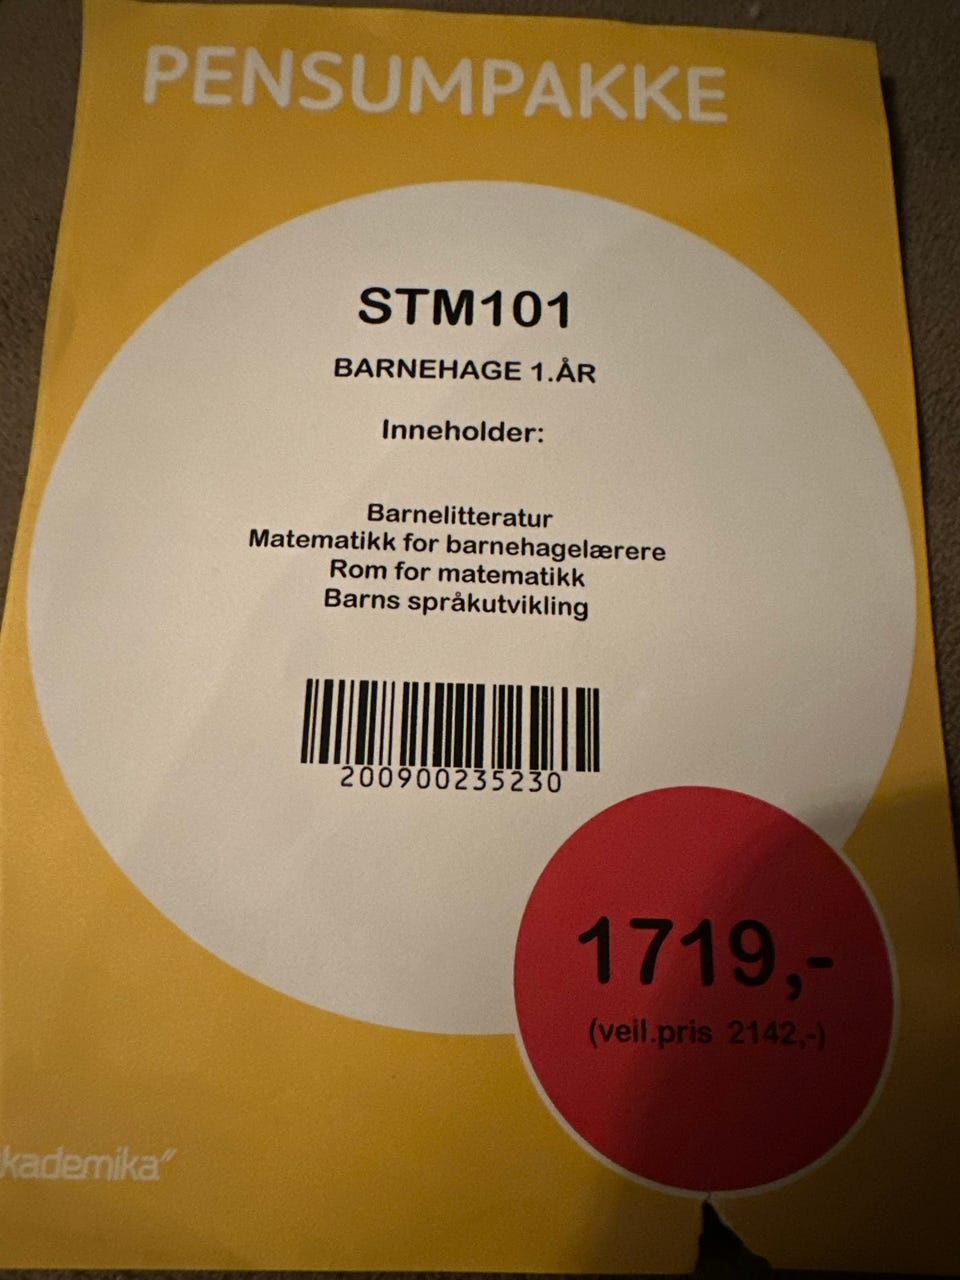 PENSUMPAKKE
STM101
BARNEHAGE 1.ÅR
Inneholder:
Barnelitteratur
Matematikk for barnehagelærere
Rom for matematikk
Barns språkutvikling
200900235230
1719,-
(veil.pris 2142,-)
kademika"